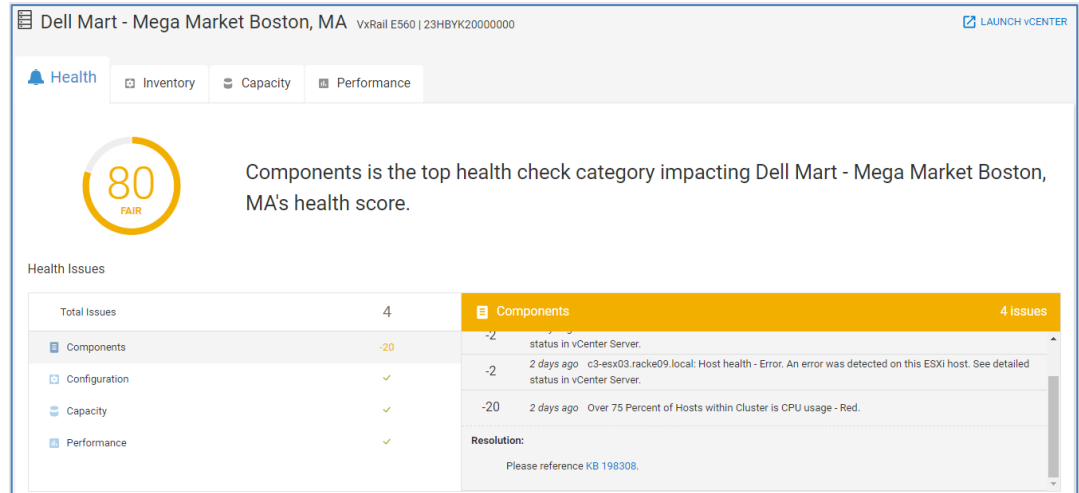 Dell Mart - Mega Market Boston, MA VxRail E560 | 23HBYK20000000
LAUNCH vCENTER
Health
Inventory
Capacity
Performance
80
FAIR
Components is the top health check category impacting Dell Mart - Mega Market Boston,
MA's health score.
Health Issues
Total Issues 4
Components -20
Configuration
Capacity
Performance
Components 4 issues
-2
status in vCenter Server.
-2 2 days ago c3-esx03.racke09.local: Host health - Error. An error was detected on this ESXi host. See detailed
status in vCenter Server.
-20 2 days ago Over 75 Percent of Hosts within Cluster is CPU usage - Red.
Resolution:
Please reference KB 198308.